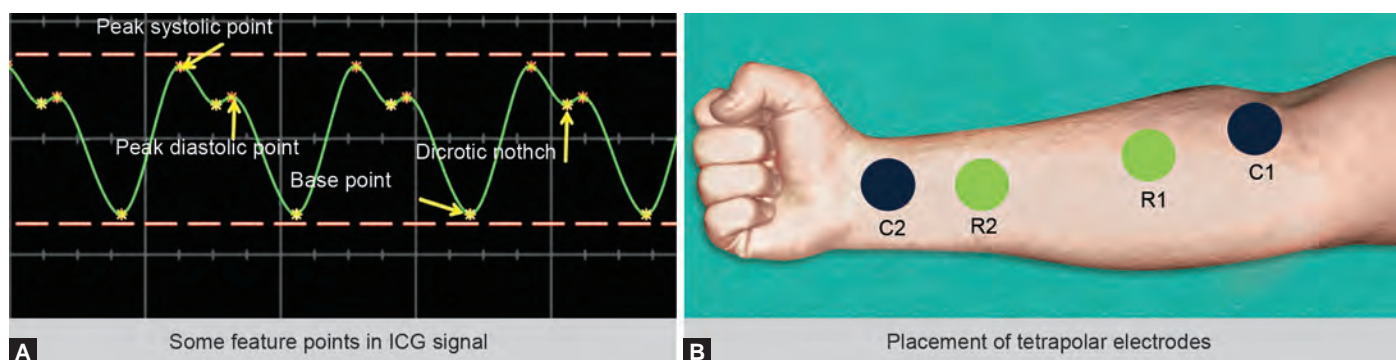 Peak systolic point
Peak diastolic point
Dicrotic nothch
Base point
A
Some feature points in ICG signal
C2
R2
R1
C1
B
Placement of tetrapolar electrodes